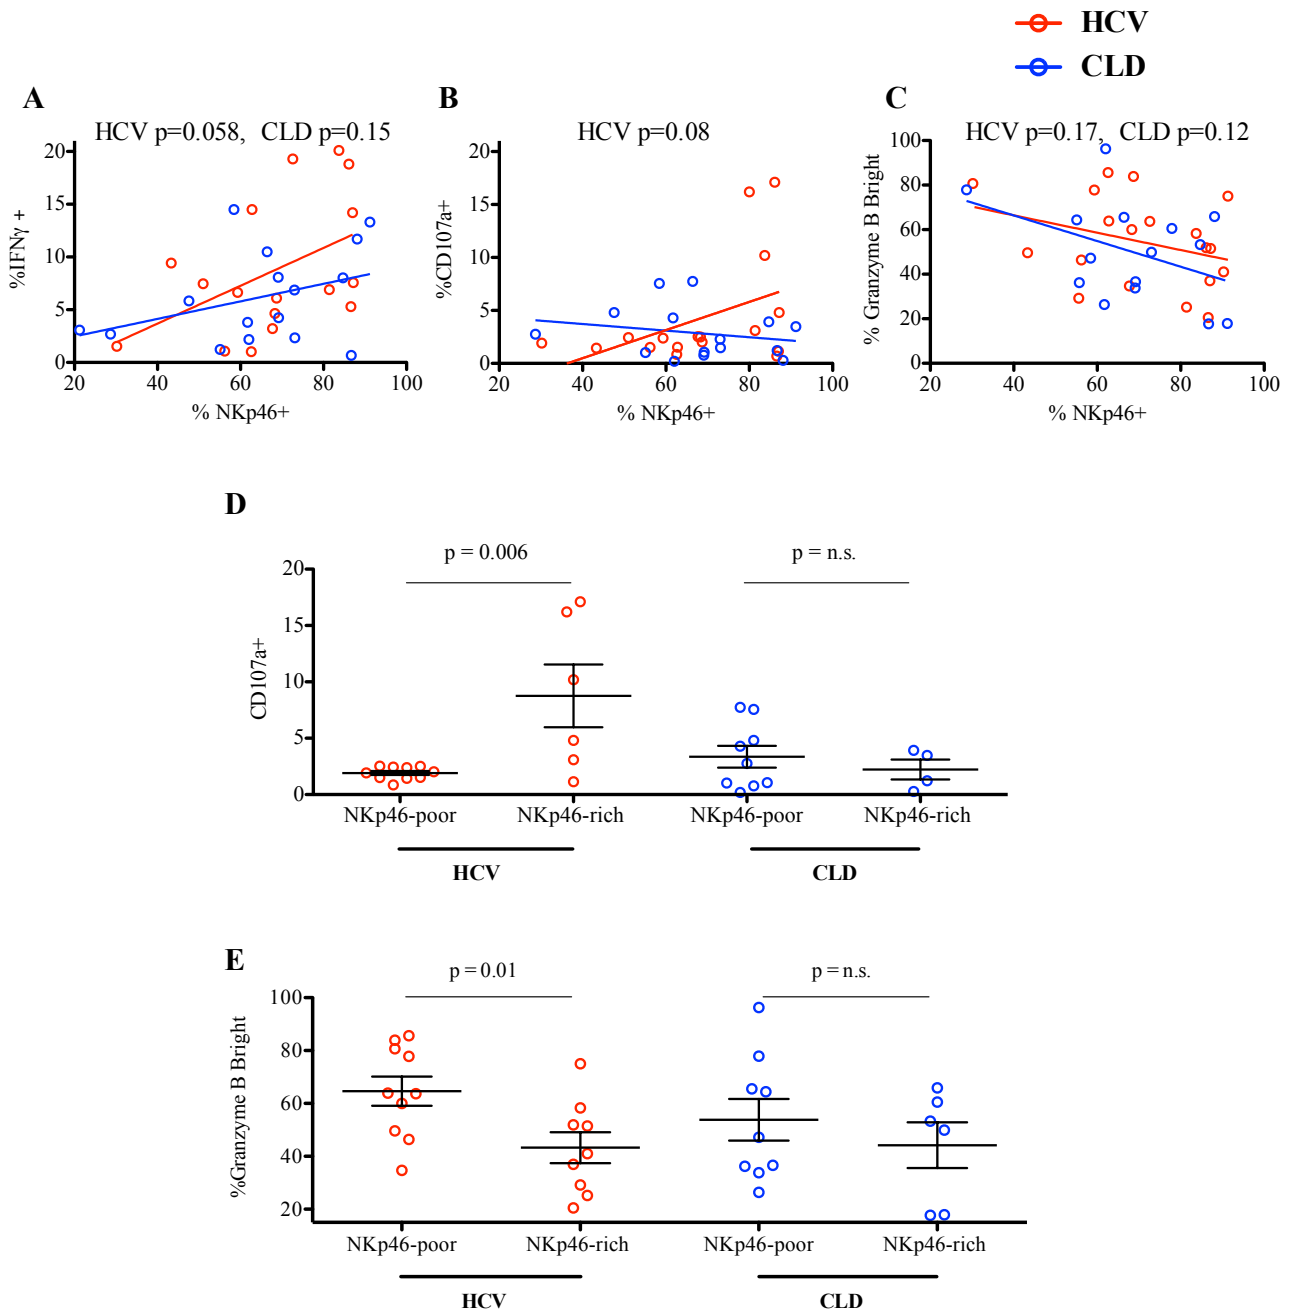 HCV
CLD
A
HCV p=0.058, CLD p=0.15
%IFNγ +
20
15
10
5
0
20 40 60 80 100
% NKp46+
B
HCV p=0.08
%CD107a+
20
15
10
5
0
20 40 60 80 100
% NKp46+
C
HCV p=0.17, CLD p=0.12
% Granzyme B Bright
100
80
60
40
20
0
20 40 60 80 100
% NKp46+
D
p = 0.006 p = n.s.
CD107a+
20
15
10
5
0
NKp46-poor NKp46-rich NKp46-poor NKp46-rich
HCV CLD
E
p = 0.01 p = n.s.
%Granzyme B Bright
100
80
60
40
20
NKp46-poor NKp46-rich NKp46-poor NKp46-rich
HCV CLD